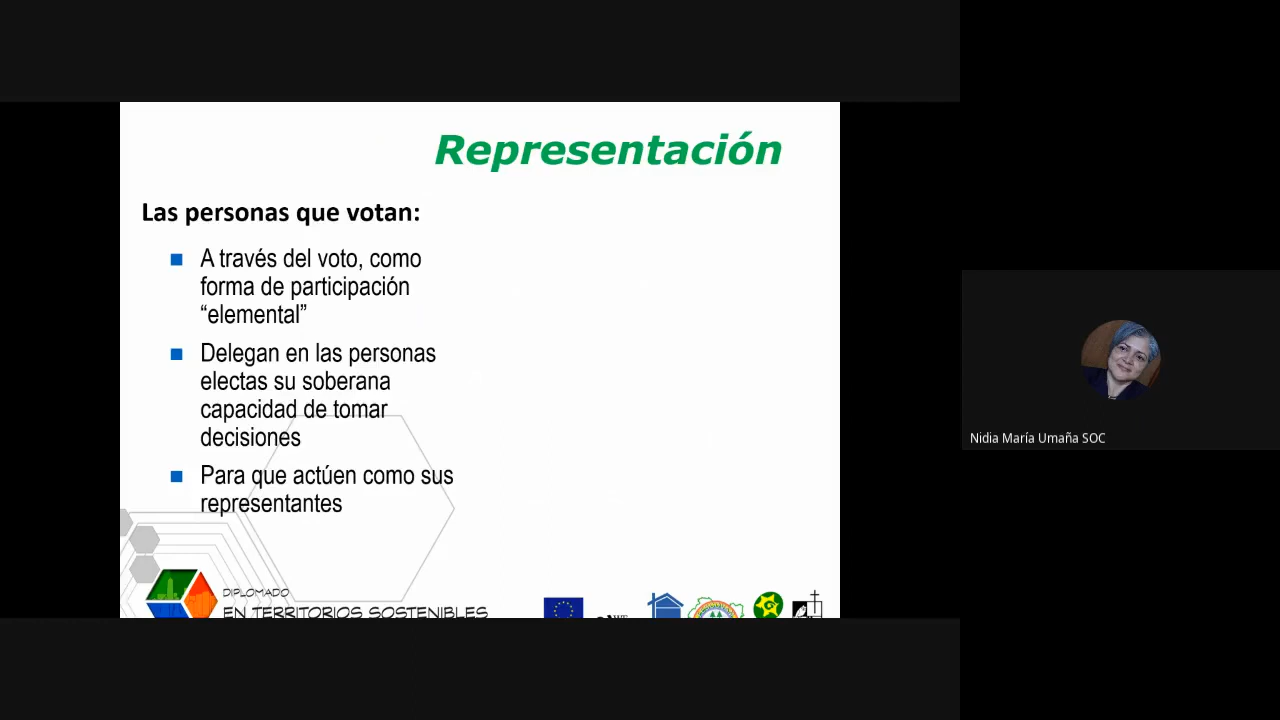 Representación
Las personas que votan:
A través del voto, como
forma de participación
“elemental”
Delegan en las personas
electas su soberana
capacidad de tomar
decisiones
Para que actúen como sus
representantes
DIPLOMADO
EN TERRITORIOS SOSTENIBLES
Nidia María Umaña SOC